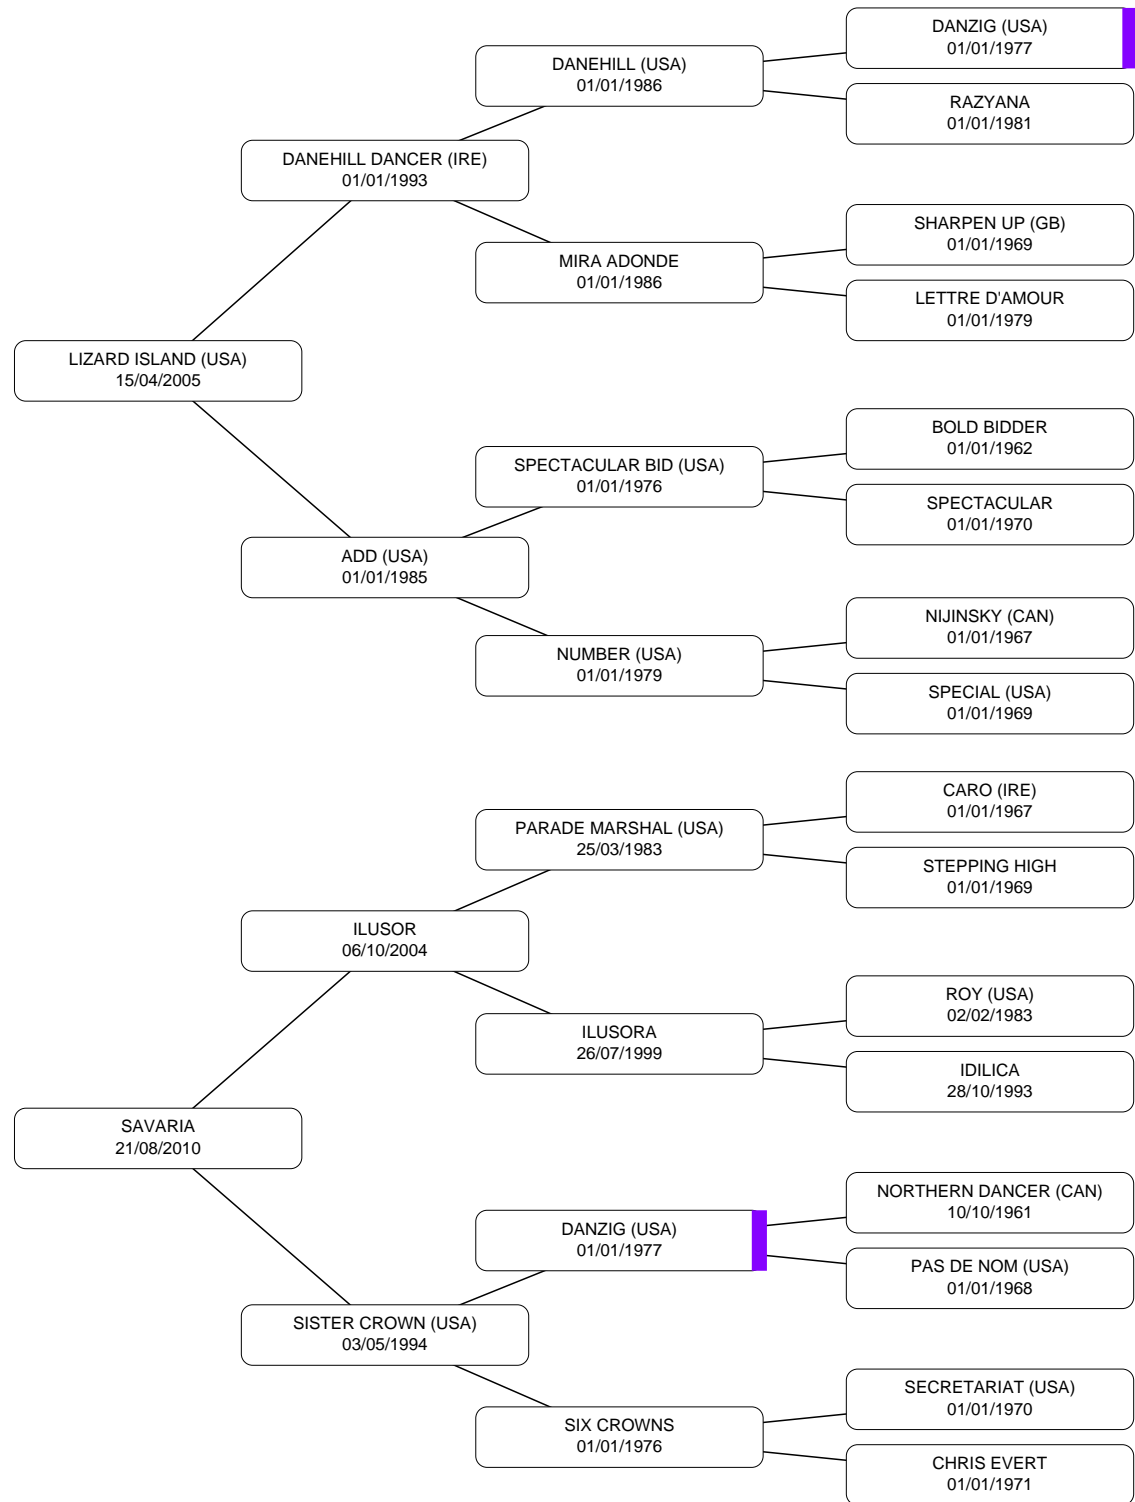 DANZIG (USA)
01/01/1977
DANEHILL (USA)
01/01/1986
RAZYANA
01/01/1981
DANEHILL DANCER (IRE)
01/01/1993
SHARPEN UP (GB)
01/01/1969
MIRA ADONDE
01/01/1986
LETTRE D'AMOUR
01/01/1979
LIZARD ISLAND (USA)
15/04/2005
BOLD BIDDER
01/01/1962
SPECTACULAR BID (USA)
01/01/1976
SPECTACULAR
01/01/1970
ADD (USA)
01/01/1985
NIJINSKY (CAN)
01/01/1967
NUMBER (USA)
01/01/1979
SPECIAL (USA)
01/01/1969
CARO (IRE)
01/01/1967
PARADE MARSHAL (USA)
25/03/1983
STEPPING HIGH
01/01/1969
ILUSOR
06/10/2004
ROY (USA)
02/02/1983
ILUSORA
26/07/1999
IDILICA
28/10/1993
SAVARIA
21/08/2010
NORTHERN DANCER (CAN)
10/10/1961
DANZIG (USA)
01/01/1977
PAS DE NOM (USA)
01/01/1968
SISTER CROWN (USA)
03/05/1994
SECRETARIAT (USA)
01/01/1970
SIX CROWNS
01/01/1976
CHRIS EVERT
01/01/1971